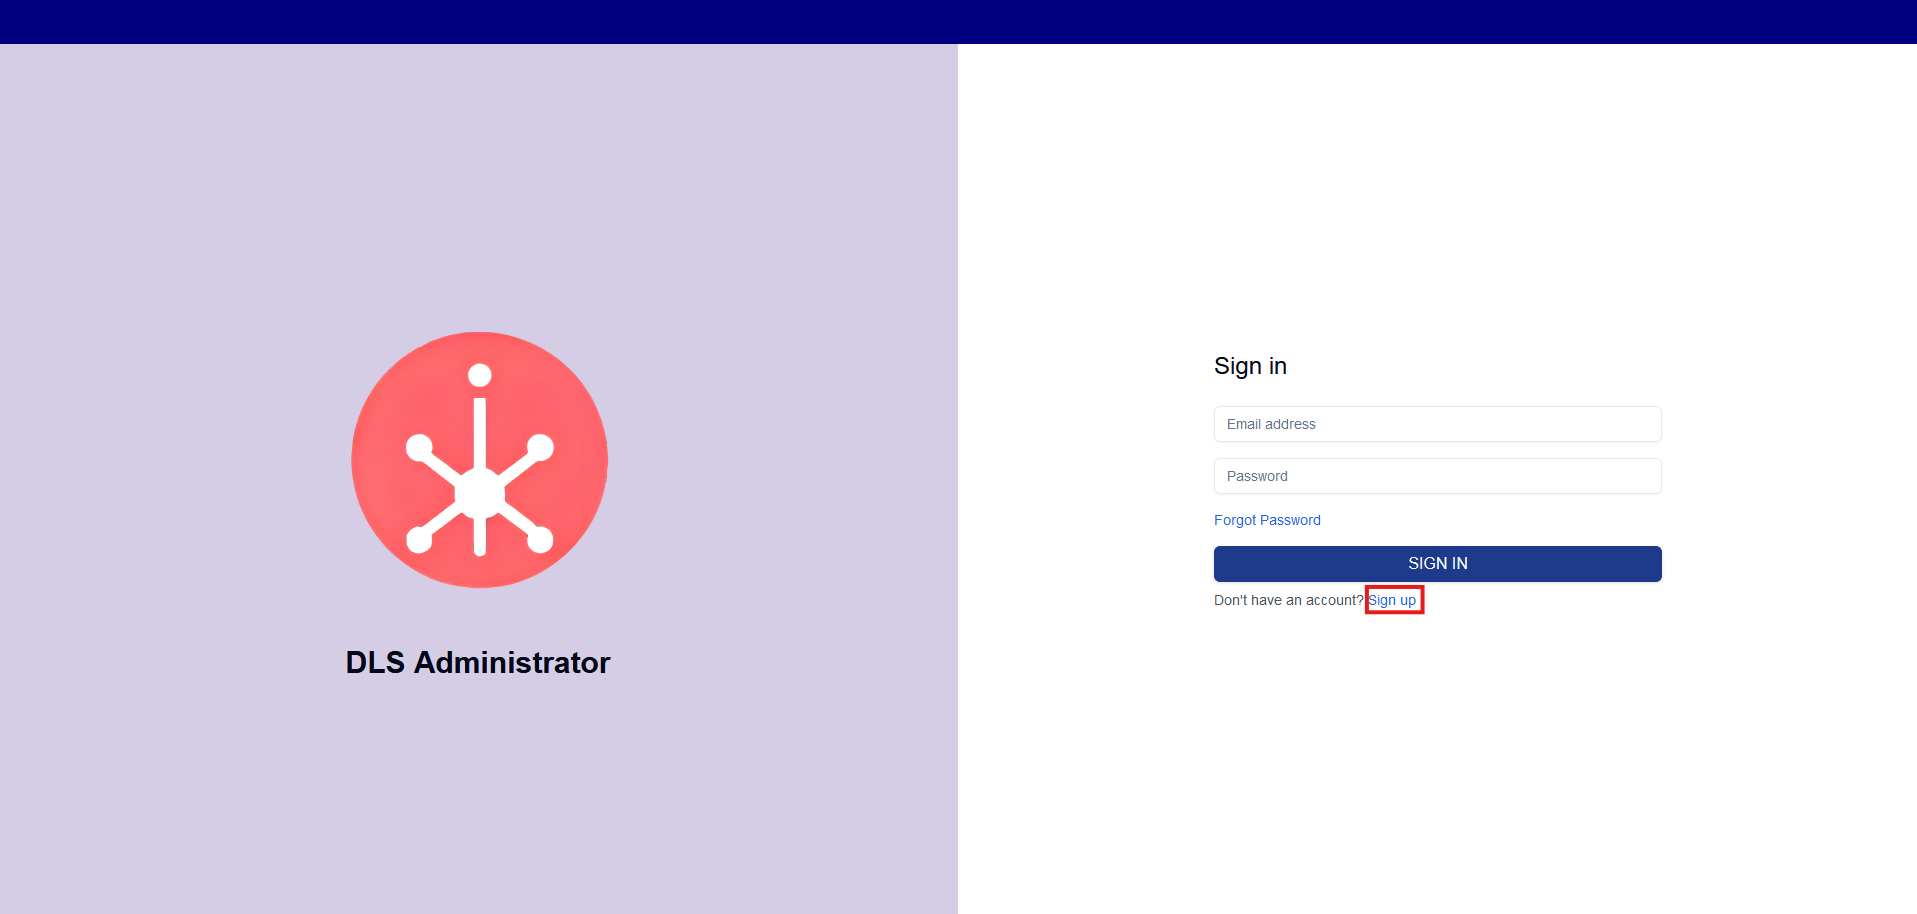 DLS Administrator
Sign in
Email address
Password
Forgot Password
SIGN IN
Don't have an account? Sign up